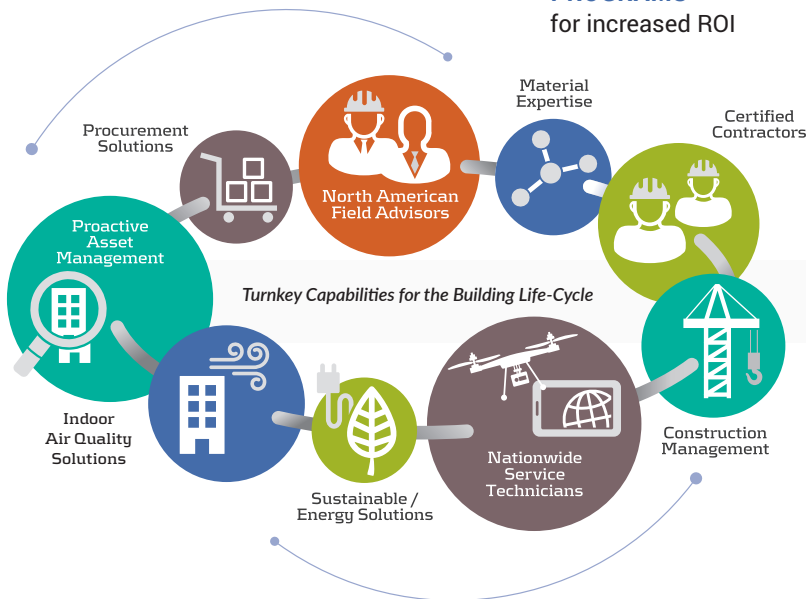 for increased ROI
Material
Expertise
Certified
Contractors
Procurement
Solutions
North American
Field Advisors
Proactive
Asset
Management
Turnkey Capabilities for the Building Life-Cycle
Indoor
Air Quality
Solutions
Sustainable /
Energy Solutions
Nationwide
Service
Technicians
Construction
Management